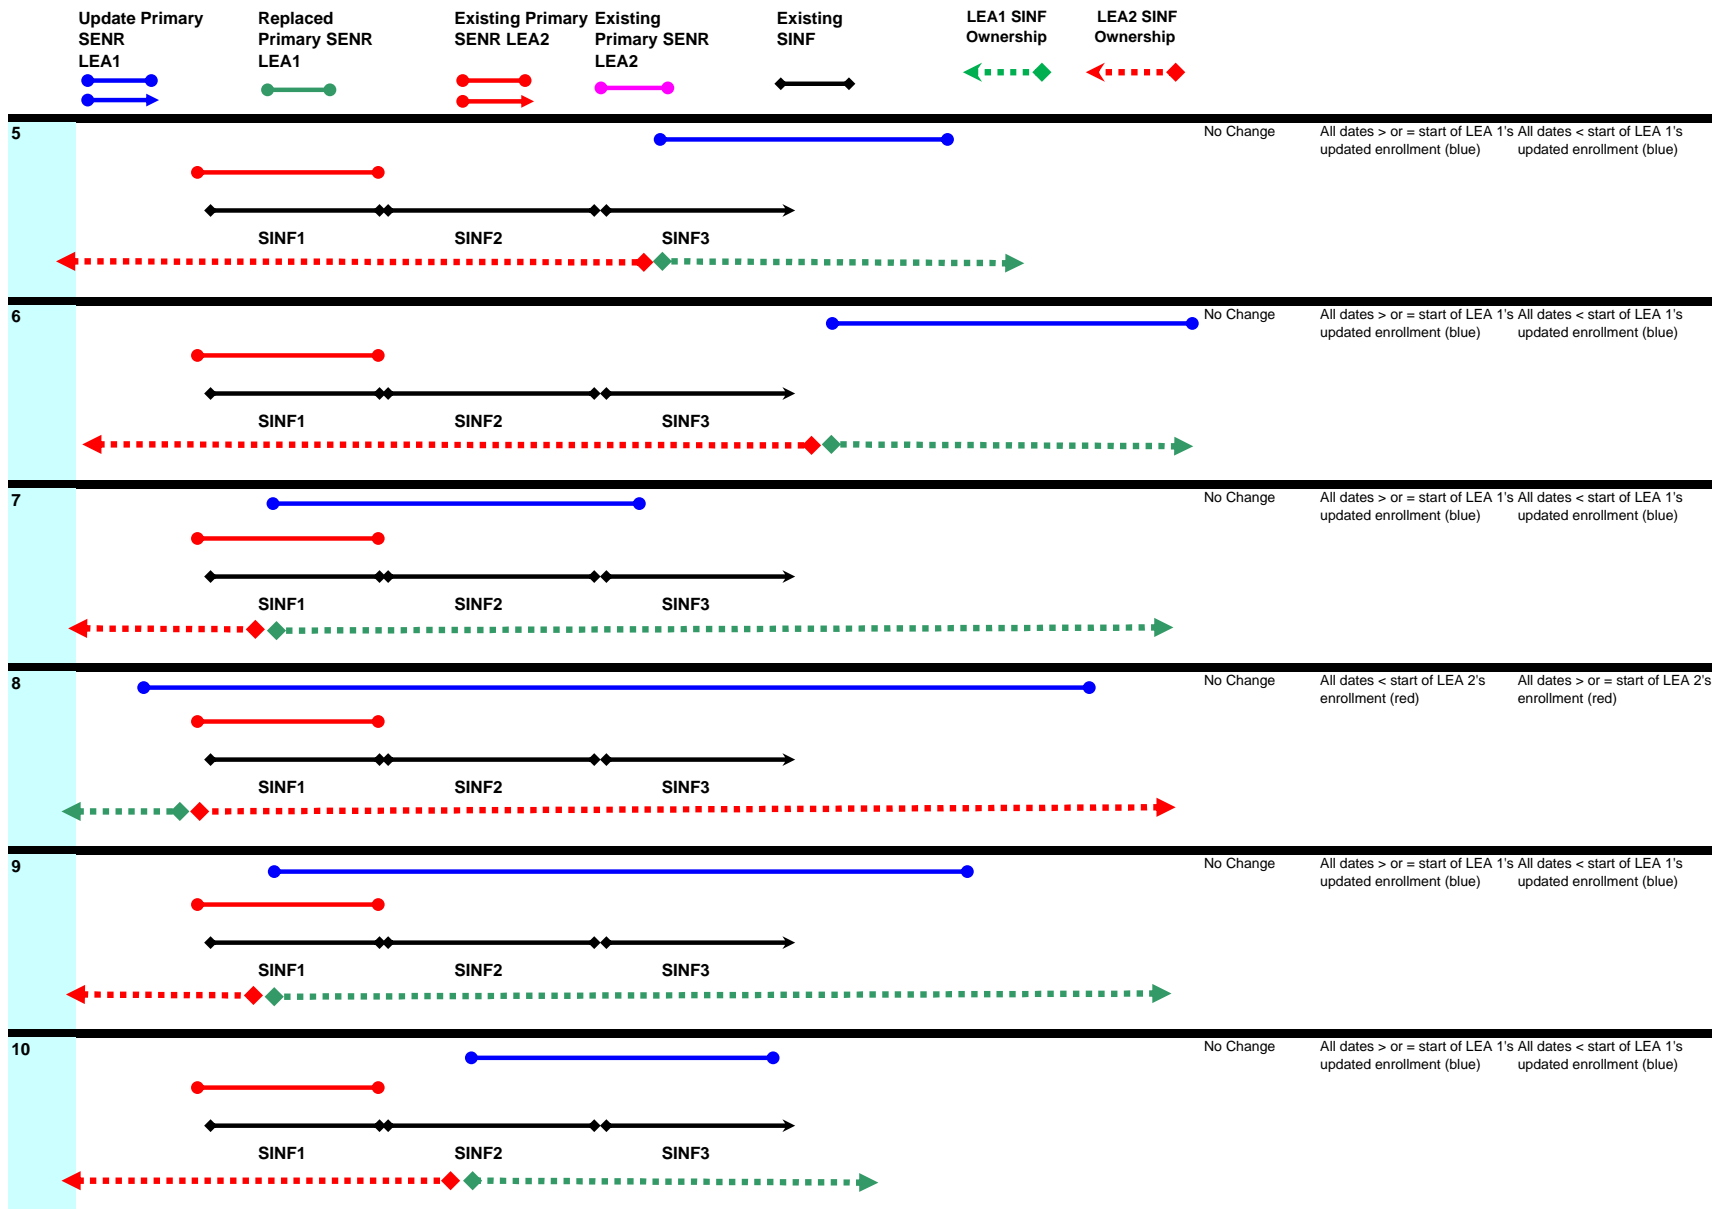 Update Primary
SENR
LEA1
Replaced
Primary SENR
LEA1
Existing Primary
SENR LEA2
Existing
Primary SENR
LEA2
Existing
SINF
LEA1 SINF
Ownership
LEA2 SINF
Ownership
5
No Change
All dates > or = start of LEA 1's
updated enrollment (blue)
All dates < start of LEA 1's
updated enrollment (blue)
SINF1
SINF2
SINF3
6
No Change
All dates > or = start of LEA 1's
updated enrollment (blue)
All dates < start of LEA 1's
updated enrollment (blue)
SINF1
SINF2
SINF3
7
No Change
All dates > or = start of LEA 1's
updated enrollment (blue)
All dates < start of LEA 1's
updated enrollment (blue)
SINF1
SINF2
SINF3
8
No Change
All dates < start of LEA 2's
enrollment (red)
All dates > or = start of LEA 2's
enrollment (red)
SINF1
SINF2
SINF3
9
No Change
All dates > or = start of LEA 1's
updated enrollment (blue)
All dates < start of LEA 1's
updated enrollment (blue)
SINF1
SINF2
SINF3
10
No Change
All dates > or = start of LEA 1's
updated enrollment (blue)
All dates < start of LEA 1's
updated enrollment (blue)
SINF1
SINF2
SINF3